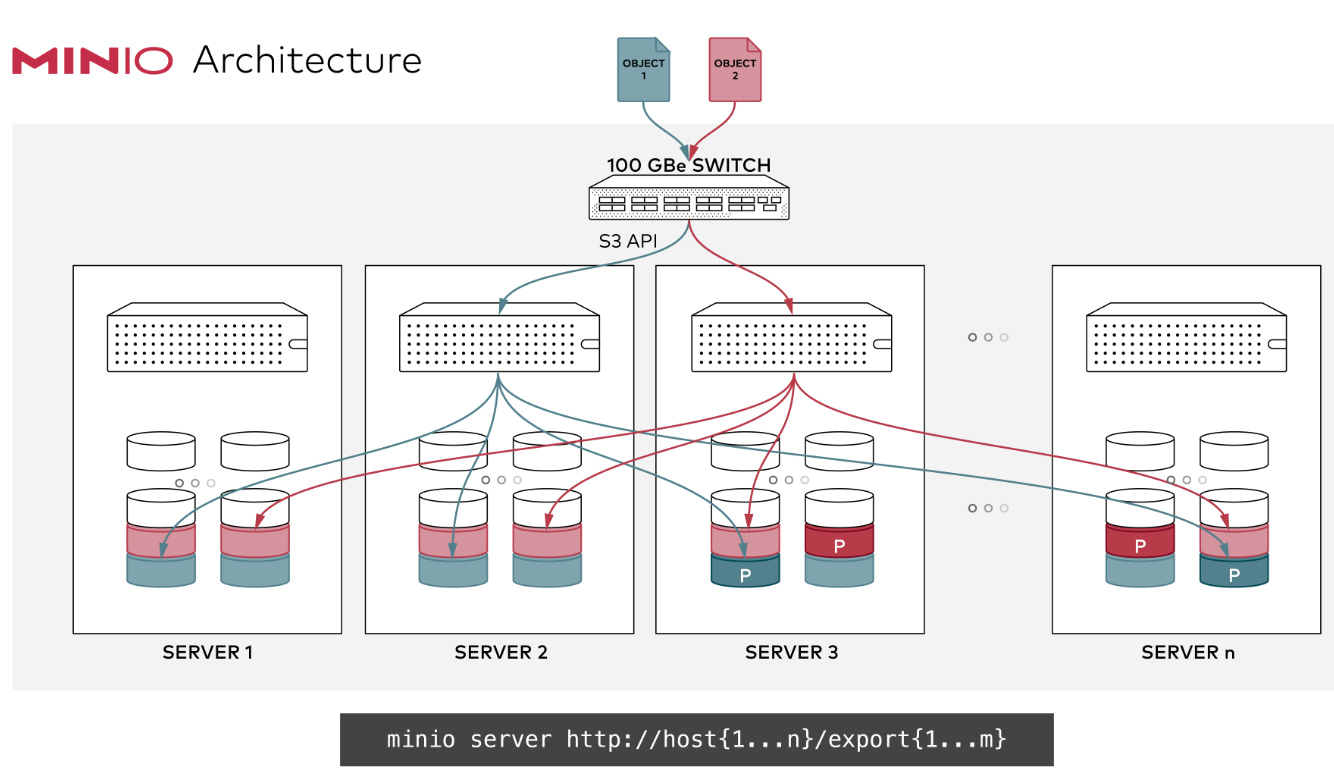 MINIO Architecture
OBJECT
1
OBJECT
2
100 GBe SWITCH
S3 API
P
P
P
P
SERVER 1
SERVER 2
SERVER 3
SERVER n
minio server http://host{1...n}/export{1...m}